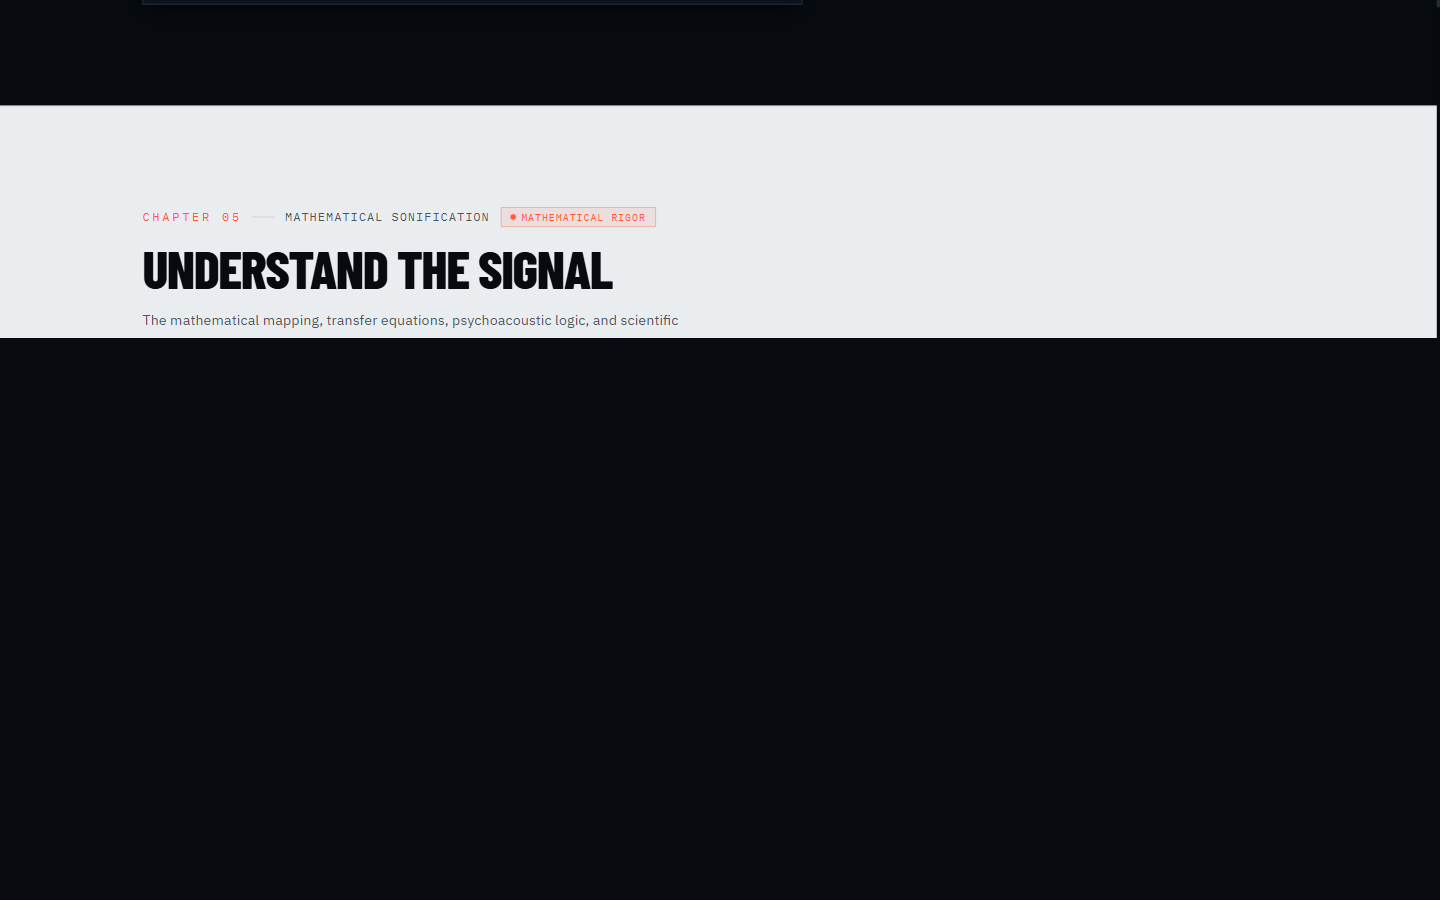 CHAPTER 05 MATHEMATICAL SONIFICATION MATHEMATICAL RIGOR
UNDERSTAND THE SIGNAL
The mathematical mapping, transfer equations, psychoacoustic logic, and scientific